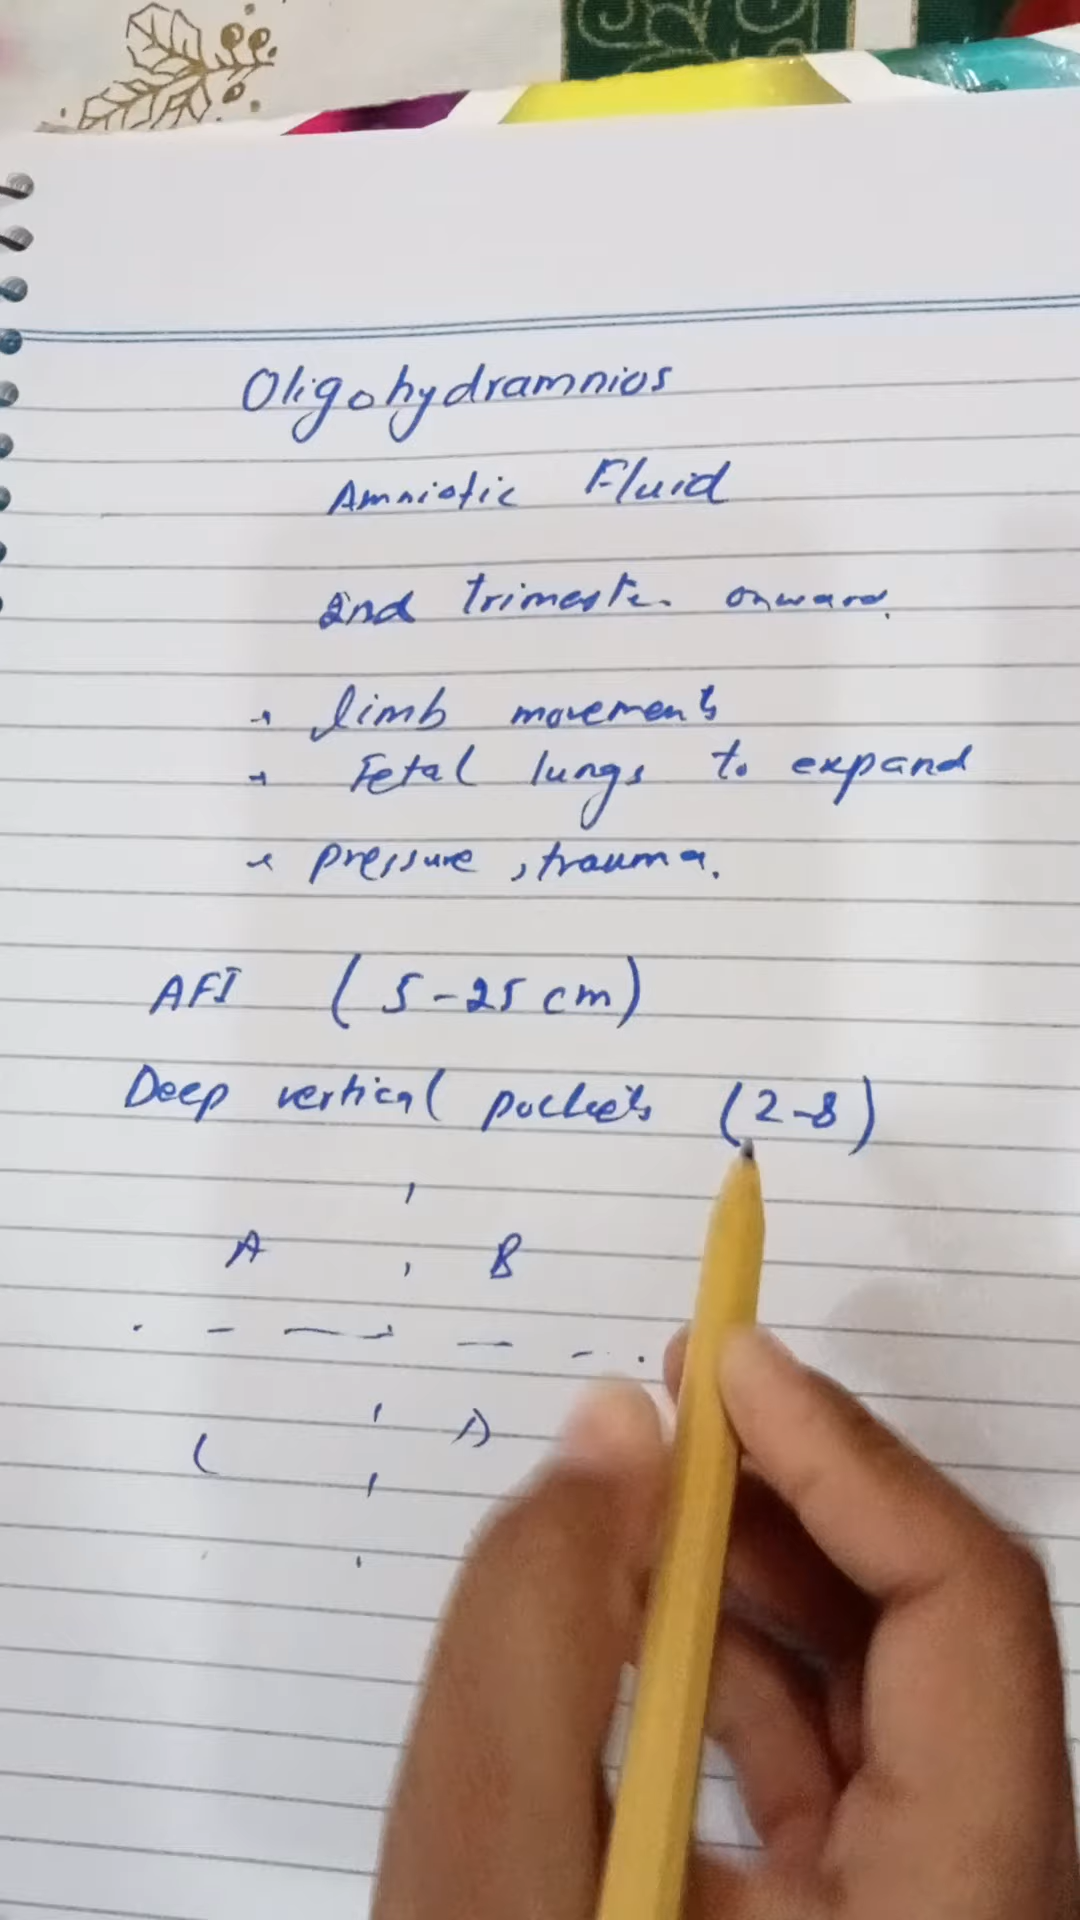 Oligohydramnios
Amniotic Fluid
2nd trimester onward.
limb movements
Fetal lungs to expand
pressure, trauma.
AFI (5-25 cm)
Deep vertical pockets (2-8)
A B
C D